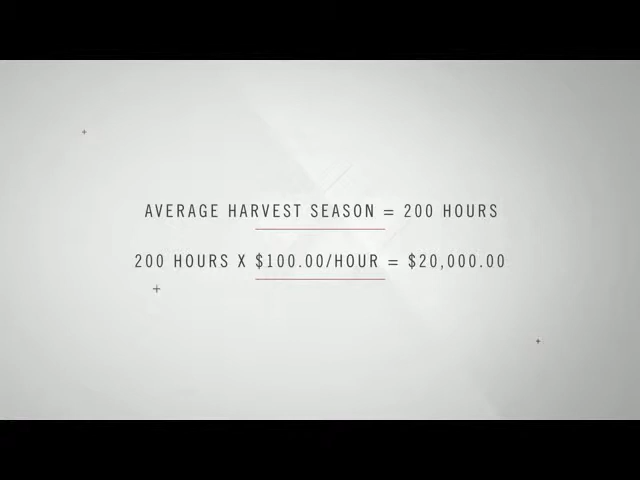 AVERAGE HARVEST SEASON = 200 HOURS
200 HOURS X $100.00/HOUR = $20,000.00